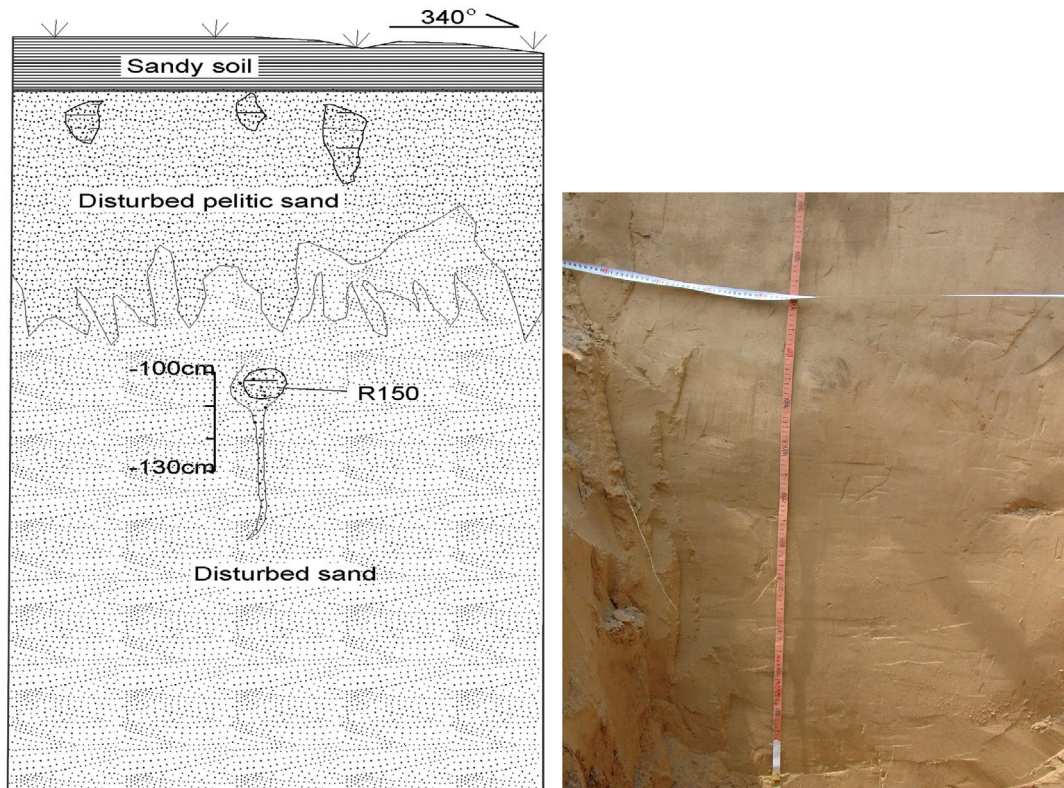 340°
Sandy soil
Disturbed pelitic sand
-100cm
R150
-130cm
Disturbed sand